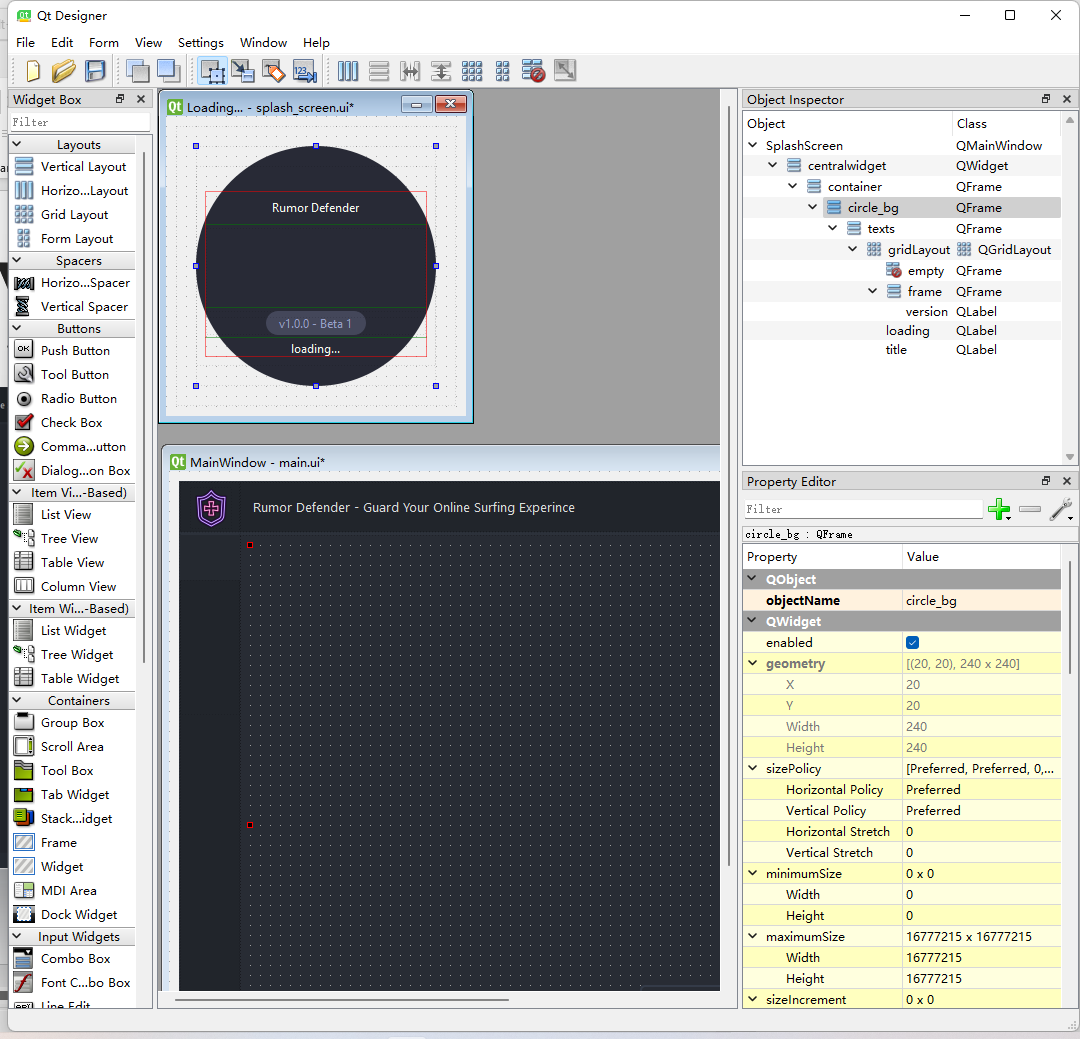 Qt Designer
File Edit Form View Settings Window Help
Widget Box
Filter
Layouts
Vertical Layout
Horizo...Layout
Grid Layout
Form Layout
Spacers
Horizo...Spacer
Vertical Spacer
Buttons
OK Push Button
Tool Button
Radio Button
Check Box
Comma...utton
Dialog...on Box
Item Vi...-Based)
List View
Tree View
Table View
Column View
Item Wi...-Based)
List Widget
Tree Widget
Table Widget
Containers
Group Box
Scroll Area
Tool Box
Tab Widget
Stack...idget
Frame
Widget
MDI Area
Dock Widget
Input Widgets
Combo Box
Font C...bo Box
Line Edit
Qt Loading... - splash_screen.ui*
Rumor Defender
v1.0.0 - Beta 1
loading...
Qt MainWindow - main.ui*
Rumor Defender - Guard Your Online Surfing Experince
Object Inspector
Object Class
SplashScreen QMainWindow
centralwidget QWidget
container QFrame
circle_bg QFrame
texts QFrame
gridLayout QGridLayout
empty QFrame
frame QFrame
version QLabel
loading QLabel
title QLabel
Property Editor
Filter
circle_bg : QFrame
Property Value
QObject
objectName circle_bg
QWidget
enabled
geometry [(20, 20), 240 x 240]
X 20
Y 20
Width 240
Height 240
sizePolicy [Preferred, Preferred, 0,...
Horizontal Policy Preferred
Vertical Policy Preferred
Horizontal Stretch 0
Vertical Stretch 0
minimumSize 0 x 0
Width 0
Height 0
maximumSize 16777215 x 16777215
Width 16777215
Height 16777215
sizeIncrement 0 x 0